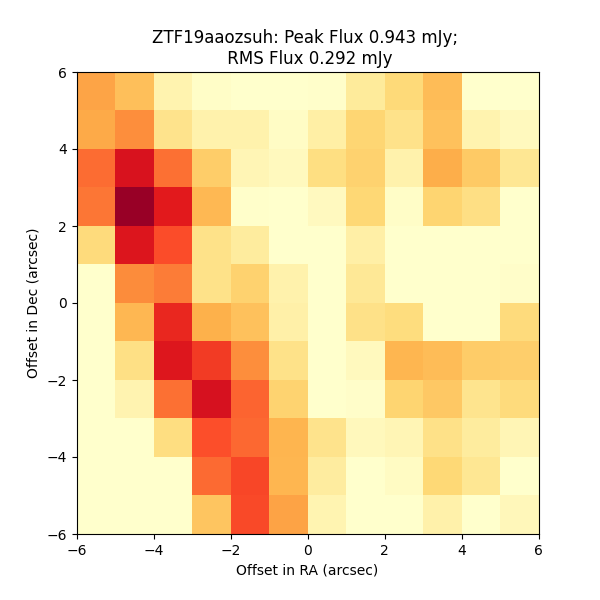 ZTF19aaozsuh: Peak Flux 0.943 mJy;
RMS Flux 0.292 mJy
6
4
2
0
−2
−4
−6
Offset in Dec (arcsec)
−6 −4 −2 0 2 4 6
Offset in RA (arcsec)